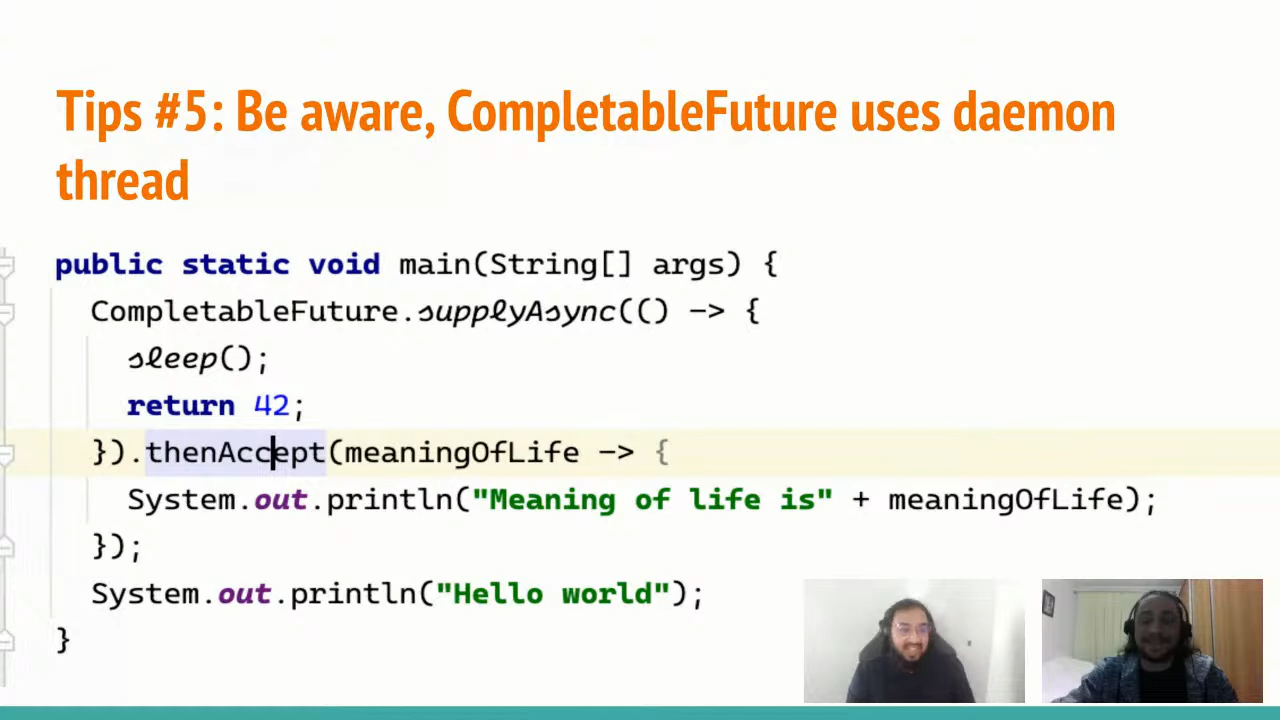 Tips #5: Be aware, CompletableFuture uses daemon
thread
public static void main(String[] args) {
CompletableFuture.supplyAsync(() -> {
sleep();
return 42;
}).thenAccept(meaningOfLife -> {
System.out.println("Meaning of life is" + meaningOfLife);
});
System.out.println("Hello world");
}